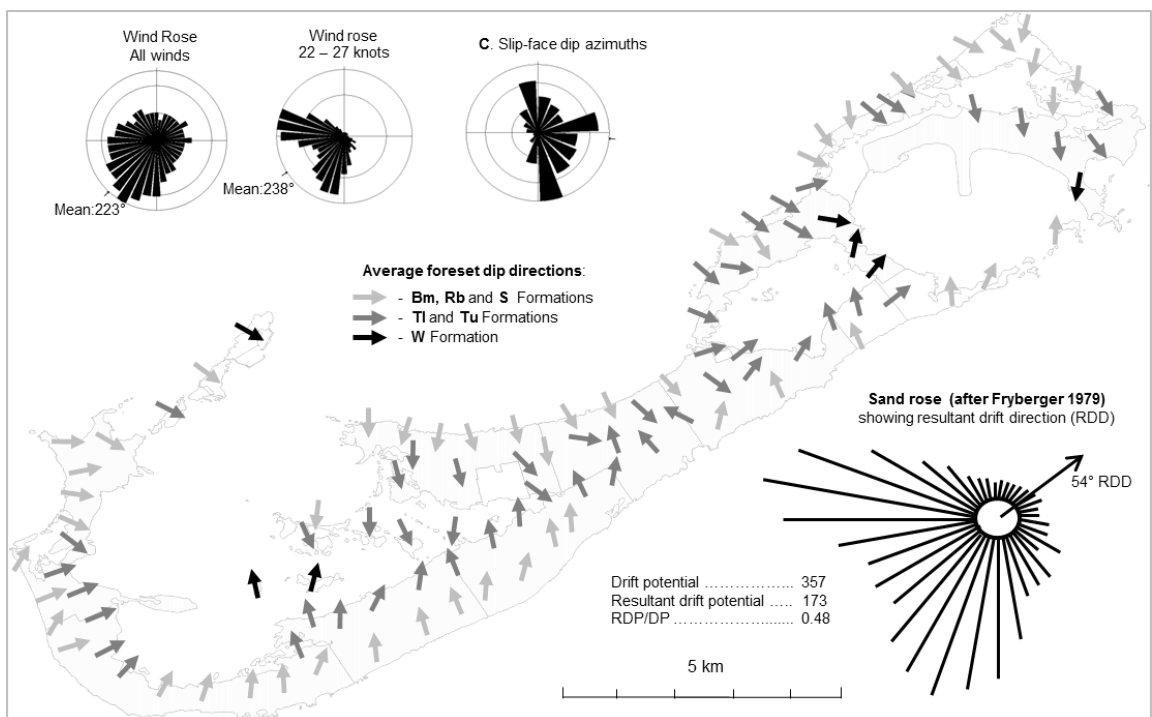 Wind Rose
All winds
Mean:223°
Wind rose
22 – 27 knots
Mean:238°
C. Slip-face dip azimuths
Average foreset dip directions:
- Bm, Rb and S Formations
- Tl and Tu Formations
- W Formation
Sand rose (after Fryberger 1979)
showing resultant drift direction (RDD)
54° RDD
Drift potential ................... 357
Resultant drift potential ..... 173
RDP/DP ......................... 0.48
5 km